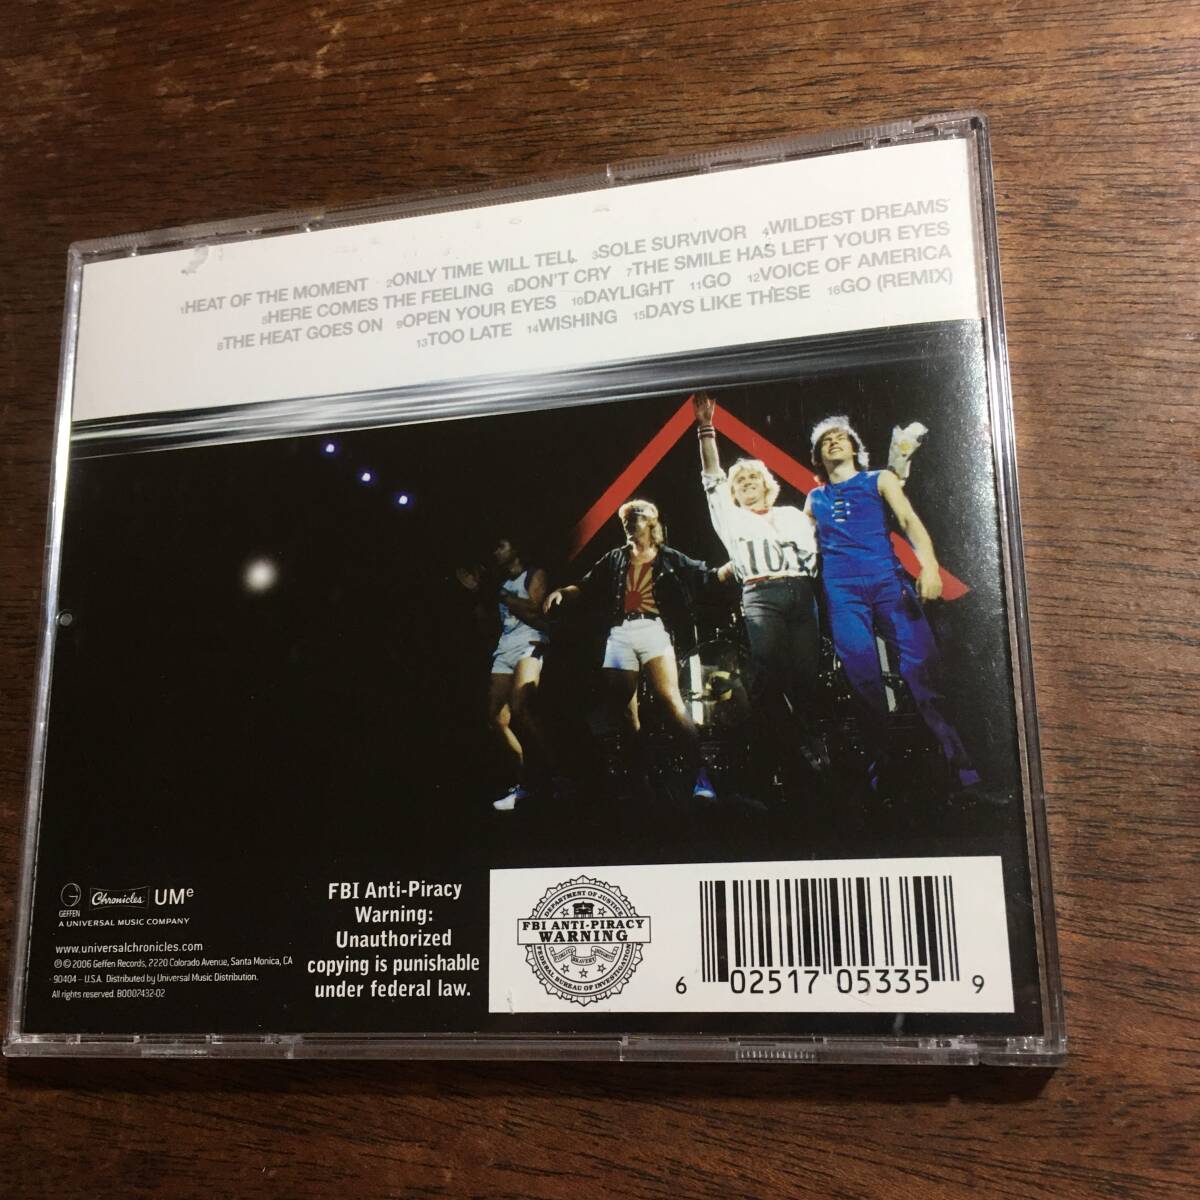 1HEAT OF THE MOMENT 2ONLY TIME WILL TELL 3SOLE SURVIVOR 4WILDEST DREAMS
5HERE COMES THE FEELING 6DON'T CRY 7THE SMILE HAS LEFT YOUR EYES
8THE HEAT GOES ON 9OPEN YOUR EYES 10DAYLIGHT 11GO 12VOICE OF AMERICA
13TOO LATE 14WISHING 15DAYS LIKE THESE 16GO (REMIX)
GEFFEN
Chronicles
UMe
A UNIVERSAL MUSIC COMPANY
www.universalchronicles.com
℗ © 2006 Geffen Records, 2220 Colorado Avenue, Santa Monica, CA
90404 – U.S.A. Distributed by Universal Music Distribution.
All rights reserved. B0007432-02
FBI Anti-Piracy
Warning:
Unauthorized
copying is punishable
under federal law.
DEPARTMENT OF JUSTICE
FBI ANTI-PIRACY
WARNING
FIDELITY BRAVERY INTEGRITY
FEDERAL BUREAU OF INVESTIGATION
6 02517 05335 9